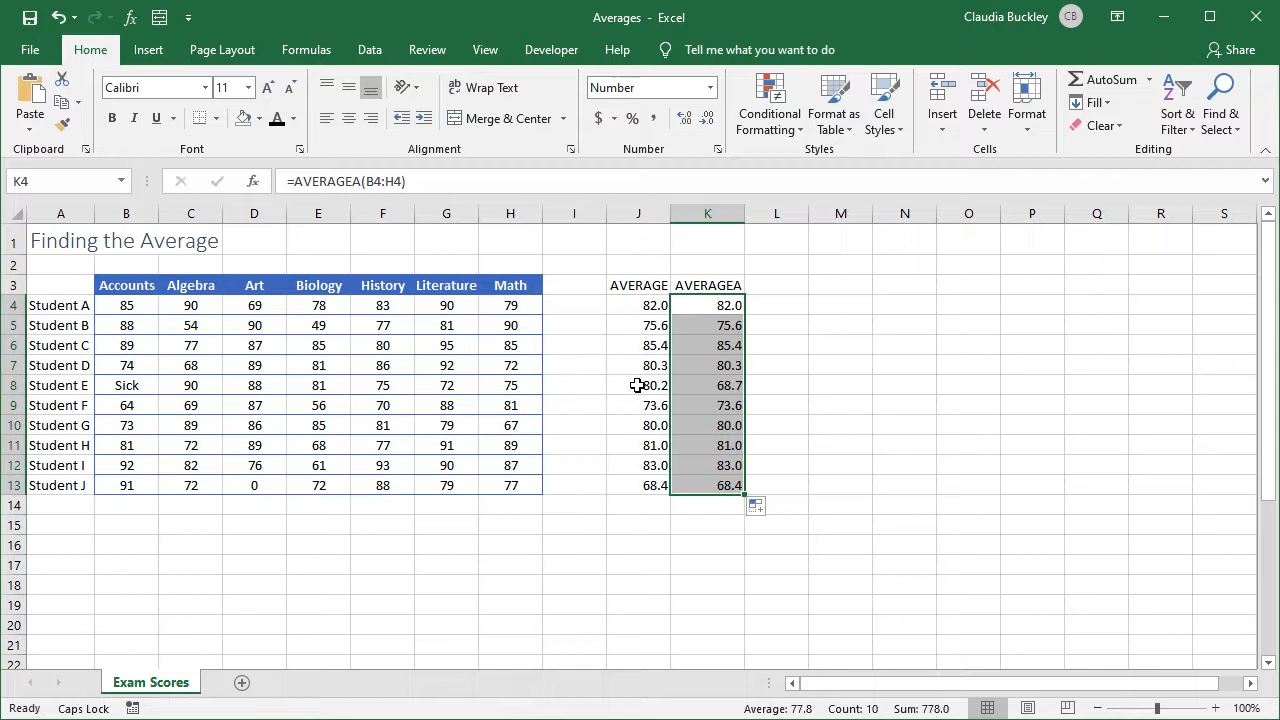 Averages - Excel
Claudia Buckley CB
File Home Insert Page Layout Formulas Data Review View Developer Help Tell me what you want to do Share
Paste
Clipboard
Calibri 11
B I U
Font
Wrap Text
Merge & Center
Alignment
Number
$ % ,
Number
Conditional Formatting
Format as Table
Cell Styles
Styles
Insert Delete Format
Cells
AutoSum
Fill
Clear
Sort & Filter
Find & Select
Editing
K4 fx =AVERAGEA(B4:H4)
A B C D E F G H I J K L M N O P Q R S
1 Finding the Average
2
3 Accounts Algebra Art Biology History Literature Math AVERAGE AVERAGEA
4 Student A 85 90 69 78 83 90 79 82.0 82.0
5 Student B 88 54 90 49 77 81 90 75.6 75.6
6 Student C 89 77 87 85 80 95 85 85.4 85.4
7 Student D 74 68 89 81 86 92 72 80.3 80.3
8 Student E Sick 90 88 81 75 72 75 80.2 68.7
9 Student F 64 69 87 56 70 88 81 73.6 73.6
10 Student G 73 89 86 85 81 79 67 80.0 80.0
11 Student H 81 72 89 68 77 91 89 81.0 81.0
12 Student I 92 82 76 61 93 90 87 83.0 83.0
13 Student J 91 72 0 72 88 79 77 68.4 68.4
14
15
16
17
18
19
20
21
22
Exam Scores
Ready Caps Lock Average: 77.8 Count: 10 Sum: 778.0 100%